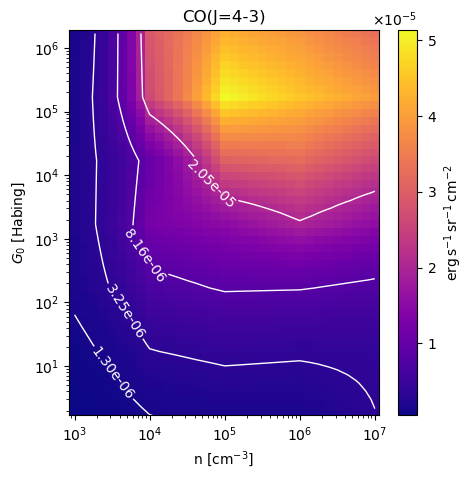 CO(J=4-3)
×10⁻⁵
10⁶
10⁵
10⁴
10³
10²
10¹
G₀ [Habing]
2.05e-05
8.16e-06
3.25e-06
1.30e-06
10³ 10⁴ 10⁵ 10⁶ 10⁷
n [cm⁻³]
5
4
3
2
1
erg s⁻¹ sr⁻¹ cm⁻²